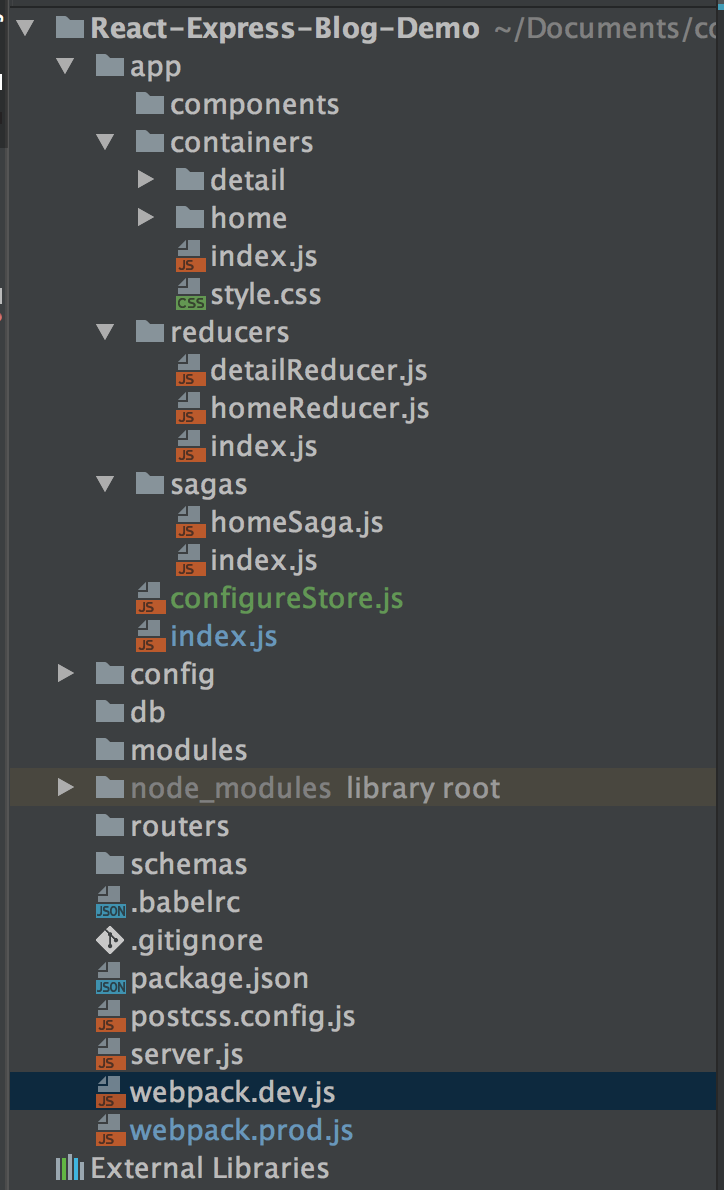 React-Express-Blog-Demo ~/Documents/co
app
components
containers
detail
home
JS index.js
CSS style.css
reducers
JS detailReducer.js
JS homeReducer.js
JS index.js
sagas
JS homeSaga.js
JS index.js
JS configureStore.js
JS index.js
config
db
modules
node_modules library root
routers
schemas
JSON .babelrc
.gitignore
JSON package.json
JS postcss.config.js
JS server.js
JS webpack.dev.js
JS webpack.prod.js
External Libraries